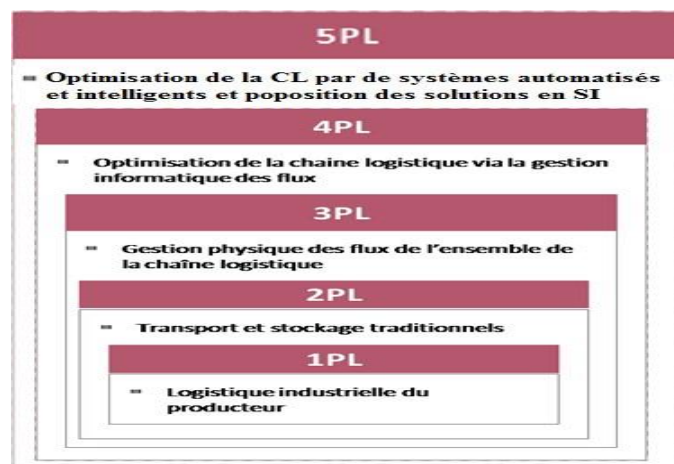 5PL
Optimisation de la CL par de systèmes automatisés
et intelligents et poposition des solutions en SI
4PL
Optimisation de la chaine logistique via la gestion
informatique des flux
3PL
Gestion physique des flux de l'ensemble de
la chaîne logistique
2PL
Transport et stockage traditionnels
1PL
Logistique industrielle du
producteur